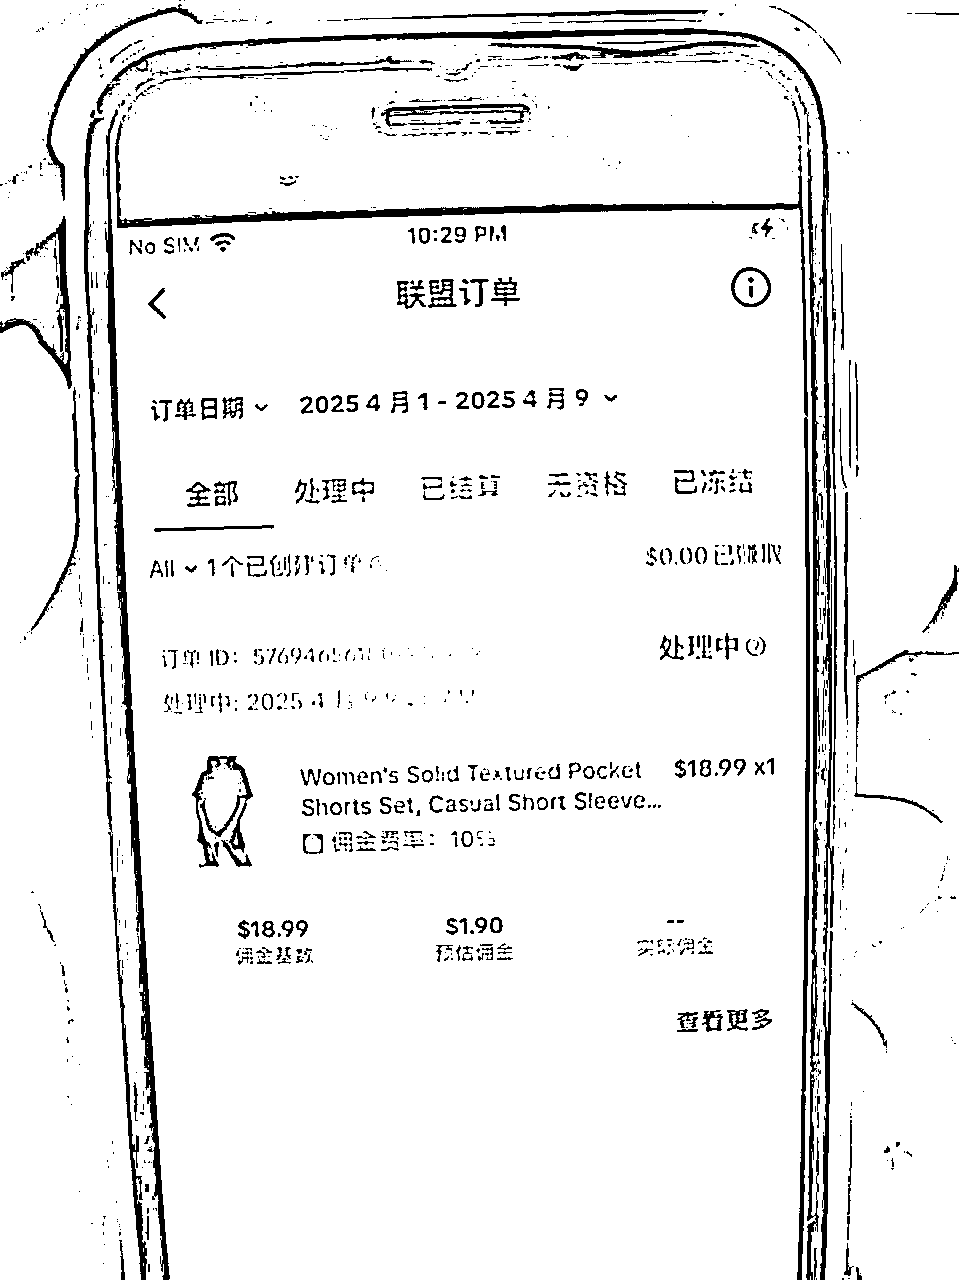 No SIM 10:29 PM
联盟订单
订单日期 2025 4 月 1 - 2025 4 月 9
全部 处理中 已结算 无资格 已冻结
All 1个已创建订单 $0.00 已赚取
订单 ID: 处理中
处理中: 2025 4 月 9
Women's Solid Textured Pocket $18.99 x1
Shorts Set, Casual Short Sleeve...
佣金费率: 10%
$18.99 $1.90 --
佣金基数 预估佣金 实际佣金
查看更多